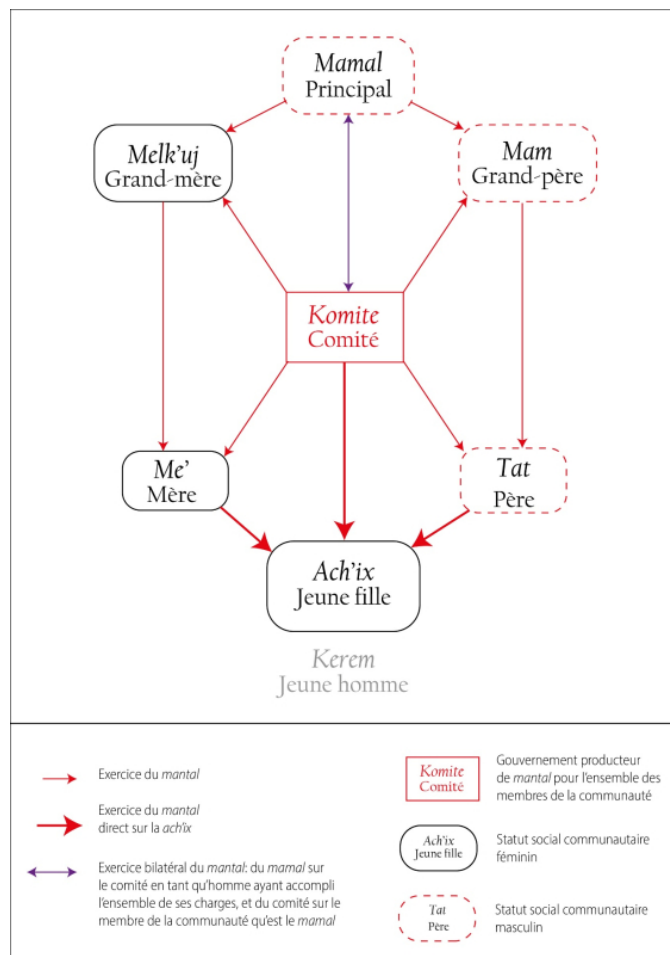 Mamal
Principal
Melk'uj
Grand-mère
Mam
Grand-père
Komite
Comité
Me'
Mère
Tat
Père
Ach'ix
Jeune fille
Kerem
Jeune homme
Exercice du mantal
Exercice du mantal
direct sur la ach'ix
Exercice bilatéral du mantal: du mamal sur
le comité en tant qu'homme ayant accompli
l'ensemble de ses charges, et du comité sur le
membre de la communauté qu'est le mamal
Komite
Comité
Gouvernement producteur
de mantal pour l'ensemble des
membres de la communauté
Ach'ix
Jeune fille
Statut social communautaire
féminin
Tat
Père
Statut social communautaire
masculin